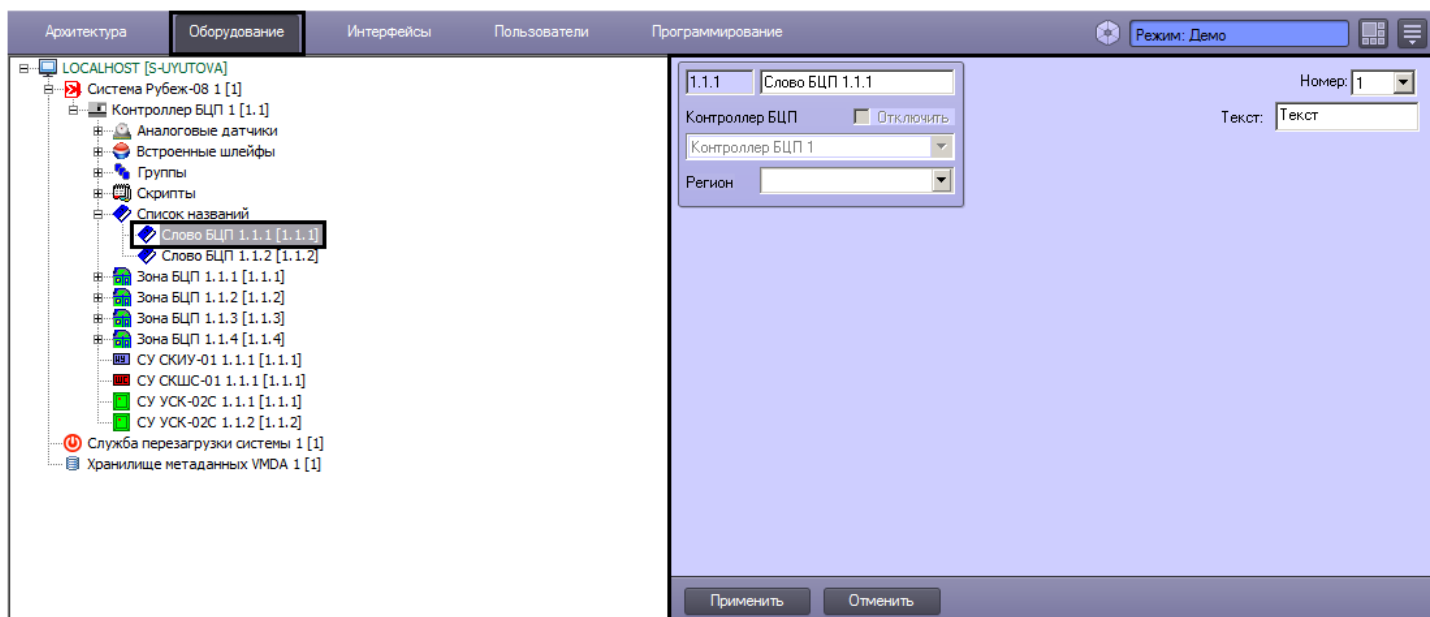 Архитектура Оборудование Интерфейсы Пользователи Программирование Режим: Демо
LOCALHOST [S-UYUTOVA]
Система Рубеж-08 1 [1]
Контроллер БЦП 1 [1.1]
Аналоговые датчики
Встроенные шлейфы
Группы
Скрипты
Список названий
Слово БЦП 1.1.1 [1.1.1]
Слово БЦП 1.1.2 [1.1.2]
Зона БЦП 1.1.1 [1.1.1]
Зона БЦП 1.1.2 [1.1.2]
Зона БЦП 1.1.3 [1.1.3]
Зона БЦП 1.1.4 [1.1.4]
СУ СКИУ-01 1.1.1 [1.1.1]
СУ СКШС-01 1.1.1 [1.1.1]
СУ УСК-02С 1.1.1 [1.1.1]
СУ УСК-02С 1.1.2 [1.1.2]
Служба перезагрузки системы 1 [1]
Хранилище метаданных VMDA 1 [1]
1.1.1 Слово БЦП 1.1.1
Контроллер БЦП Отключить
Контроллер БЦП 1
Регион
Номер: 1
Текст: Текст
Применить Отменить